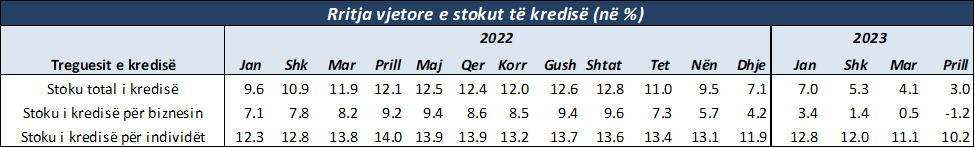 Rritja vjetore e stokut të kredisë (në %)
2022 2023
Treguesit e kredisë Jan Shk Mar Prill Maj Qer Korr Gush Shtat Tet Nën Dhje Jan Shk Mar Prill
Stoku total i kredisë 9.6 10.9 11.9 12.1 12.5 12.4 12.0 12.6 12.8 11.0 9.5 7.1 7.0 5.3 4.1 3.0
Stoku i kredisë për biznesin 7.1 7.8 8.2 9.2 9.4 8.6 8.5 9.4 9.6 7.3 5.7 4.2 3.4 1.4 0.5 -1.2
Stoku i kredisë për individët 12.3 12.8 13.8 14.0 13.9 13.9 13.2 13.7 13.6 13.4 13.1 11.9 12.8 12.0 11.1 10.2